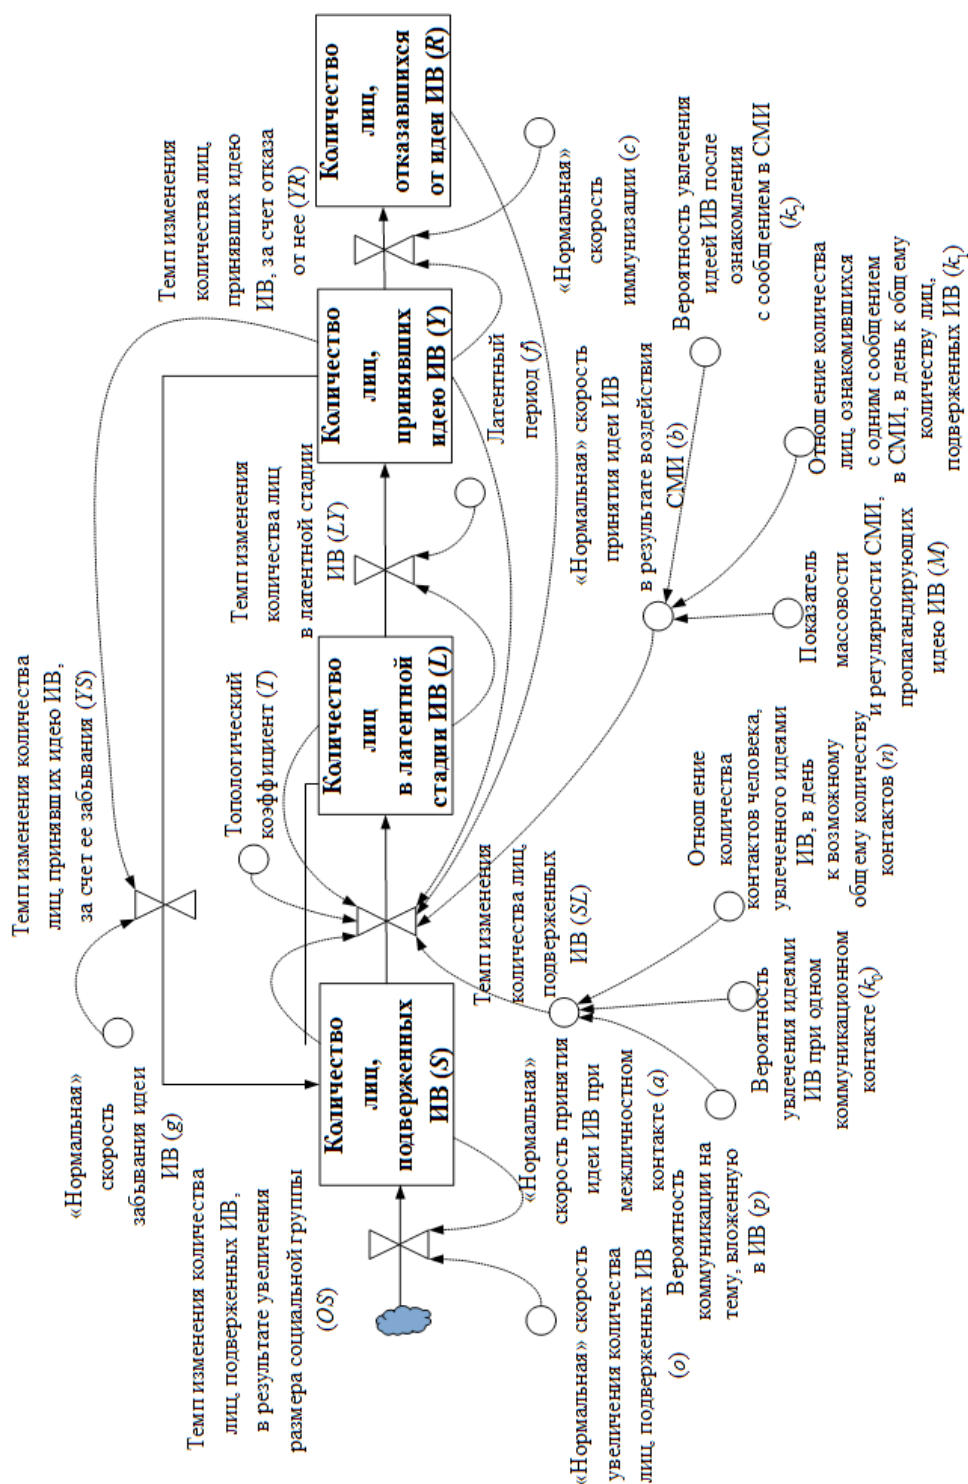 Темп изменения количества
лиц, подверженных ИВ,
в результате увеличения
размера социальной группы
(OS)
«Нормальная»
скорость
забывания идеи
ИВ (g)
Темп изменения количества
лиц, принявших идею ИВ,
за счет ее забывания (YS)
Топологический
коэффициент (T)
Темп изменения
количества лиц
в латентной стадии
ИВ (LY)
Темп изменения
количества лиц,
принявших идею
ИВ, за счет отказа
от нее (YR)
Количество
лиц,
подверженных
ИВ (S)
Количество
лиц
в латентной
стадии ИВ (L)
Количество
лиц,
принявших
идею ИВ (Y)
Количество
лиц,
отказавшихся
от идеи ИВ (R)
«Нормальная»
скорость принятия
идеи ИВ при
межличностном
контакте (a)
Темп изменения
количества лиц,
подверженных
ИВ (SL)
Латентный
период (f)
«Нормальная»
скорость
иммунизации (c)
«Нормальная» скорость
увеличения количества
лиц, подверженных ИВ
(o)
Вероятность
коммуникации на
тему, вложенную
в ИВ (p)
Вероятность
увлечения идеями
ИВ при одном
коммуникационном
контакте (k₀)
Отношение
количества
контактов человека,
увлеченного идеями
ИВ, в день
к возможному
общему количеству
контактов (n)
«Нормальная» скорость
принятия идеи ИВ
в результате воздействия
СМИ (b)
Показатель
массовости
и регулярности СМИ,
пропагандирующих
идею ИВ (M)
Вероятность увлечения
идеей ИВ после
ознакомления
с сообщением в СМИ
(k₂)
Отношение количества
лиц, ознакомившихся
с одним сообщением
в СМИ, в день к общему
количеству лиц,
подверженных ИВ (k₁)